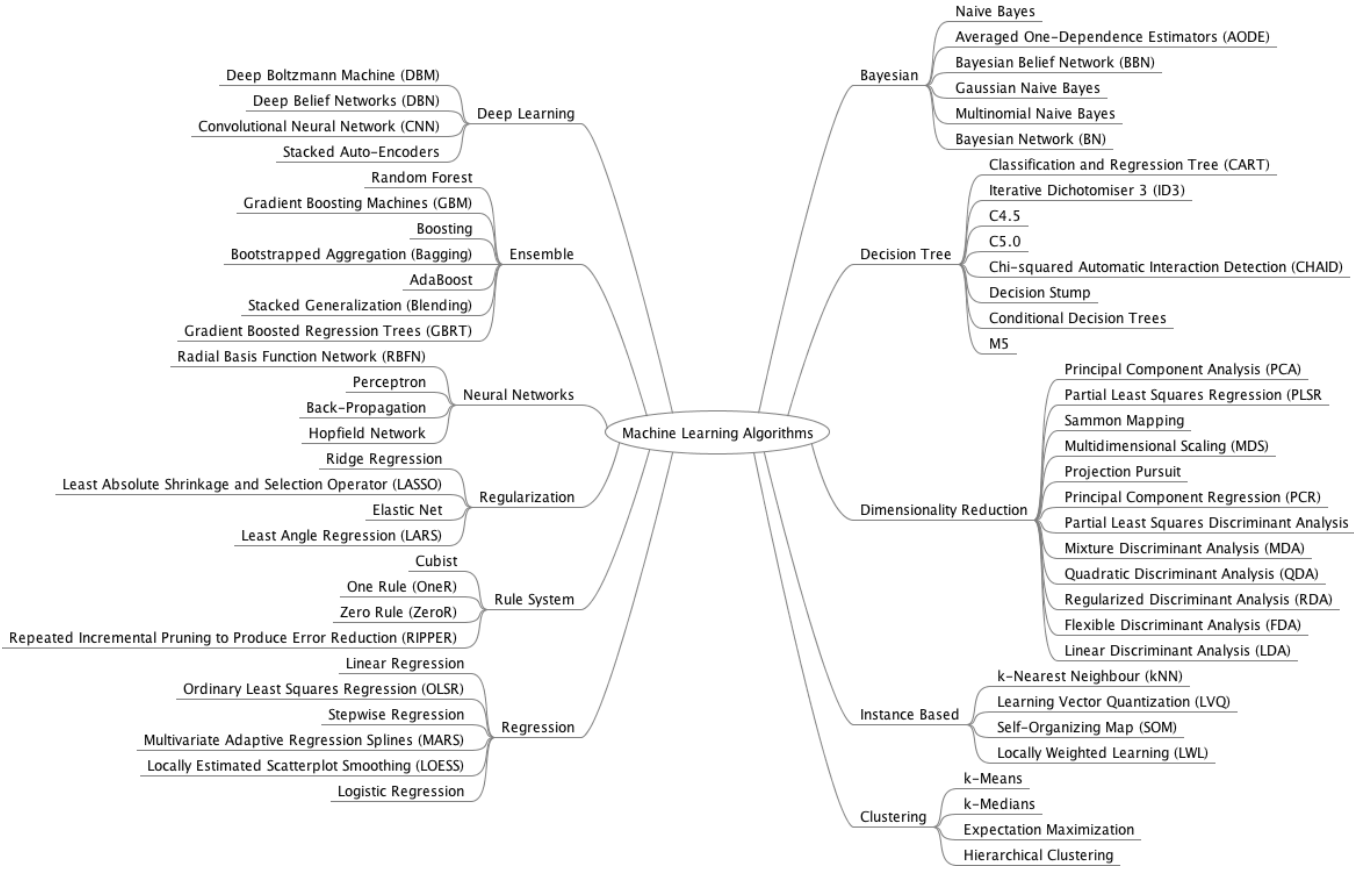 Machine Learning Algorithms
Deep Learning
Deep Boltzmann Machine (DBM)
Deep Belief Networks (DBN)
Convolutional Neural Network (CNN)
Stacked Auto-Encoders
Ensemble
Random Forest
Gradient Boosting Machines (GBM)
Boosting
Bootstrapped Aggregation (Bagging)
AdaBoost
Stacked Generalization (Blending)
Gradient Boosted Regression Trees (GBRT)
Neural Networks
Radial Basis Function Network (RBFN)
Perceptron
Back-Propagation
Hopfield Network
Regularization
Ridge Regression
Least Absolute Shrinkage and Selection Operator (LASSO)
Elastic Net
Least Angle Regression (LARS)
Rule System
Cubist
One Rule (OneR)
Zero Rule (ZeroR)
Repeated Incremental Pruning to Produce Error Reduction (RIPPER)
Regression
Linear Regression
Ordinary Least Squares Regression (OLSR)
Stepwise Regression
Multivariate Adaptive Regression Splines (MARS)
Locally Estimated Scatterplot Smoothing (LOESS)
Logistic Regression
Bayesian
Naive Bayes
Averaged One-Dependence Estimators (AODE)
Bayesian Belief Network (BBN)
Gaussian Naive Bayes
Multinomial Naive Bayes
Bayesian Network (BN)
Decision Tree
Classification and Regression Tree (CART)
Iterative Dichotomiser 3 (ID3)
C4.5
C5.0
Chi-squared Automatic Interaction Detection (CHAID)
Decision Stump
Conditional Decision Trees
M5
Dimensionality Reduction
Principal Component Analysis (PCA)
Partial Least Squares Regression (PLSR
Sammon Mapping
Multidimensional Scaling (MDS)
Projection Pursuit
Principal Component Regression (PCR)
Partial Least Squares Discriminant Analysis
Mixture Discriminant Analysis (MDA)
Quadratic Discriminant Analysis (QDA)
Regularized Discriminant Analysis (RDA)
Flexible Discriminant Analysis (FDA)
Linear Discriminant Analysis (LDA)
Instance Based
k-Nearest Neighbour (kNN)
Learning Vector Quantization (LVQ)
Self-Organizing Map (SOM)
Locally Weighted Learning (LWL)
Clustering
k-Means
k-Medians
Expectation Maximization
Hierarchical Clustering